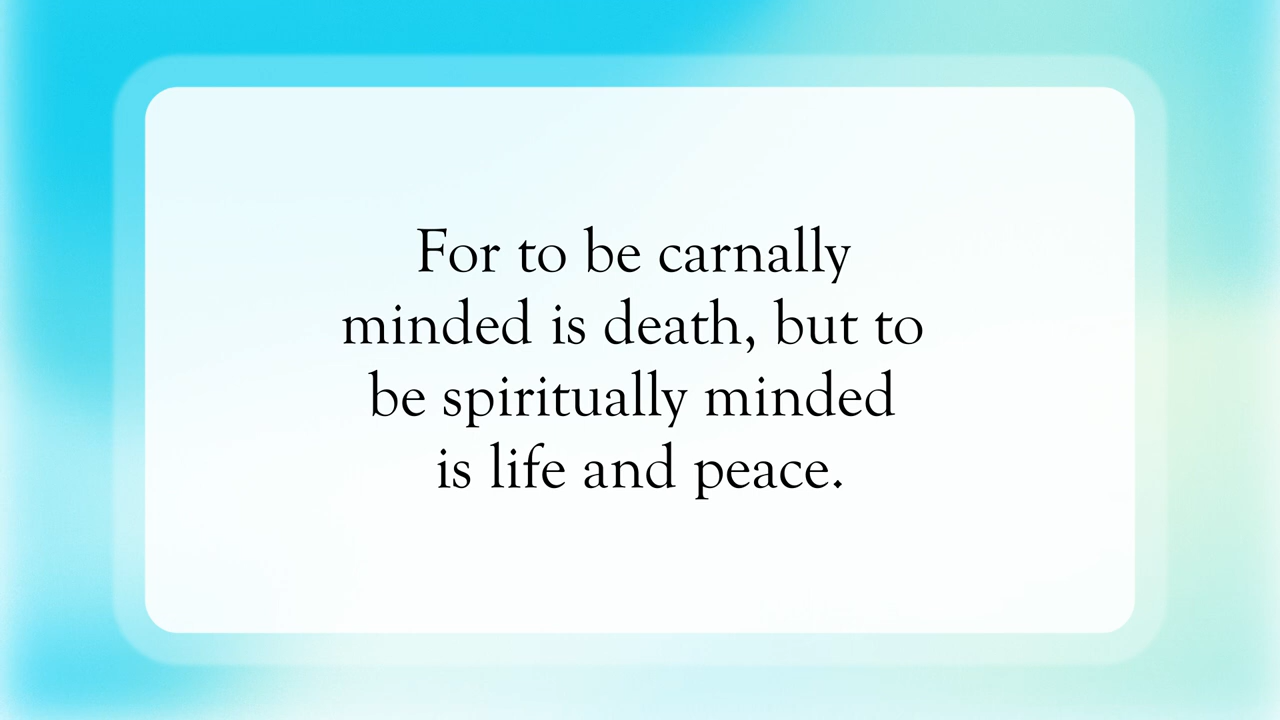 For to be carnally
minded is death, but to
be spiritually minded
is life and peace.